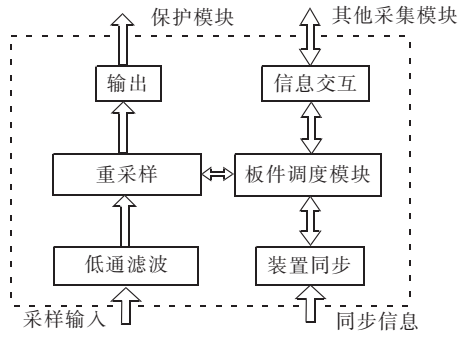 保护模块
其他采集模块
输出
信息交互
重采样
板件调度模块
低通滤波
装置同步
采样输入
同步信息